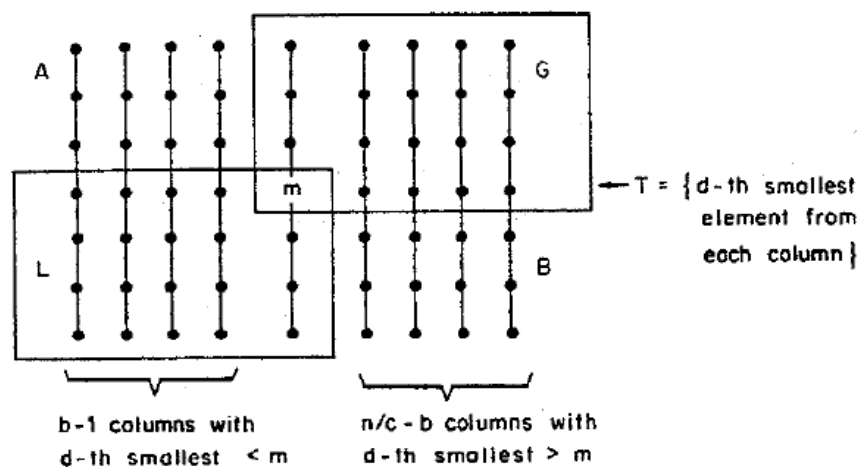 A
G
m
T = { d-th smallest
element from
each column }
L
B
b-1 columns with
d-th smallest < m
n/c - b columns with
d-th smallest > m